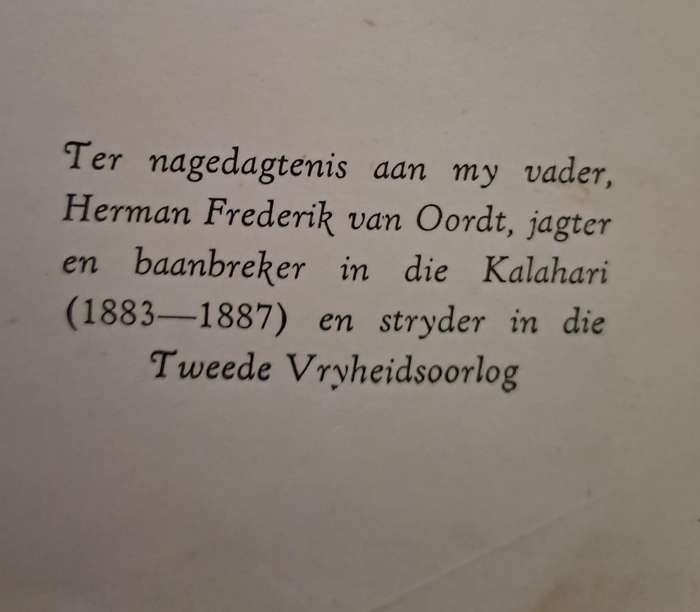 Ter nagedagtenis aan my vader,
Herman Frederik van Oordt, jagter
en baanbreker in die Kalahari
(1883—1887) en stryder in die
Tweede Vryheidsoorlog